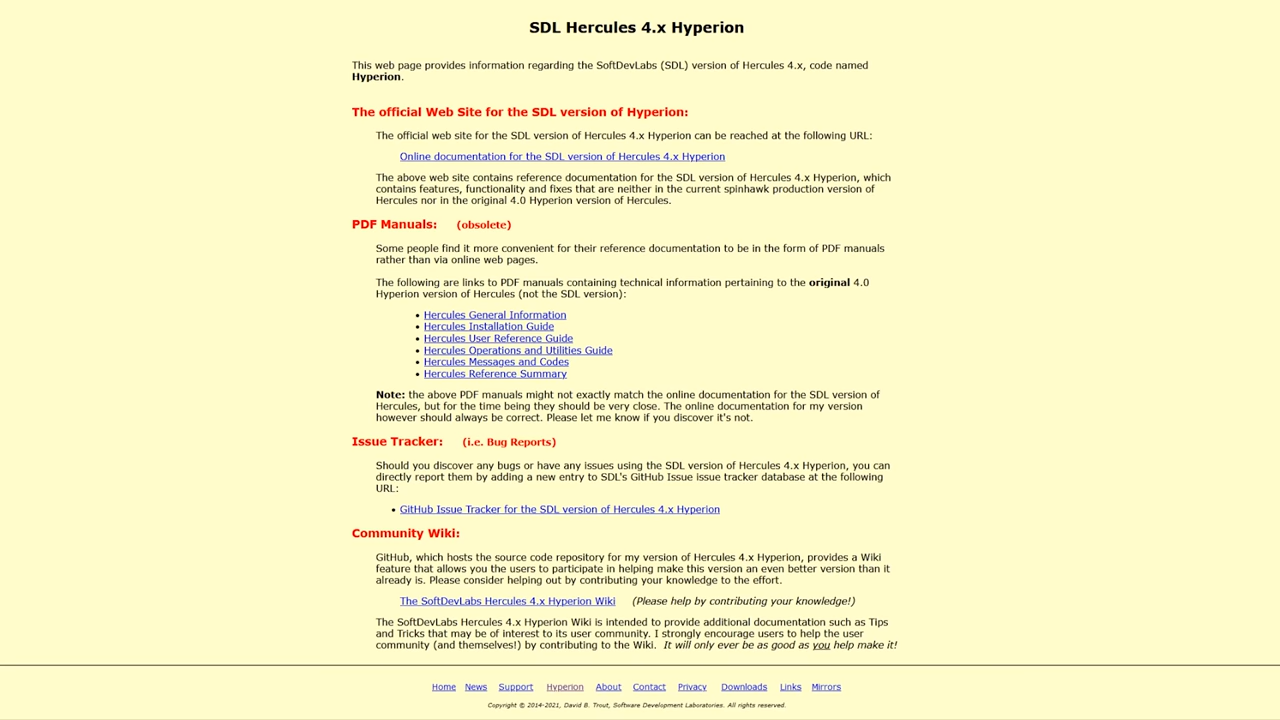 SDL Hercules 4.x Hyperion
This web page provides information regarding the SoftDevLabs (SDL) version of Hercules 4.x, code named
Hyperion.
The official Web Site for the SDL version of Hyperion:
The official web site for the SDL version of Hercules 4.x Hyperion can be reached at the following URL:
Online documentation for the SDL version of Hercules 4.x Hyperion
The above web site contains reference documentation for the SDL version of Hercules 4.x Hyperion, which
contains features, functionality and fixes that are neither in the current spinhawk production version of
Hercules nor in the original 4.0 Hyperion version of Hercules.
PDF Manuals: (obsolete)
Some people find it more convenient for their reference documentation to be in the form of PDF manuals
rather than via online web pages.
The following are links to PDF manuals containing technical information pertaining to the original 4.0
Hyperion version of Hercules (not the SDL version):
• Hercules General Information
• Hercules Installation Guide
• Hercules User Reference Guide
• Hercules Operations and Utilities Guide
• Hercules Messages and Codes
• Hercules Reference Summary
Note: the above PDF manuals might not exactly match the online documentation for the SDL version of
Hercules, but for the time being they should be very close. The online documentation for my version
however should always be correct. Please let me know if you discover it's not.
Issue Tracker: (i.e. Bug Reports)
Should you discover any bugs or have any issues using the SDL version of Hercules 4.x Hyperion, you can
directly report them by adding a new entry to SDL's GitHub Issue issue tracker database at the following
URL:
• GitHub Issue Tracker for the SDL version of Hercules 4.x Hyperion
Community Wiki:
GitHub, which hosts the source code repository for my version of Hercules 4.x Hyperion, provides a Wiki
feature that allows you the users to participate in helping make this version an even better version than it
already is. Please consider helping out by contributing your knowledge to the effort.
The SoftDevLabs Hercules 4.x Hyperion Wiki (Please help by contributing your knowledge!)
The SoftDevLabs Hercules 4.x Hyperion Wiki is intended to provide additional documentation such as Tips
and Tricks that may be of interest to its user community. I strongly encourage users to help the user
community (and themselves!) by contributing to the Wiki. It will only ever be as good as you help make it!
Home News Support Hyperion About Contact Privacy Downloads Links Mirrors
Copyright © 2014-2021, David B. Trout, Software Development Laboratories. All rights reserved.